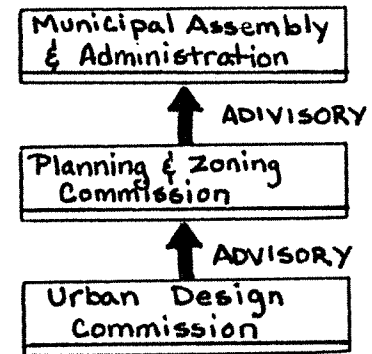 Municipal Assembly
& Administration
ADIVISORY
Planning & Zoning
Commission
ADVISORY
Urban Design
Commission